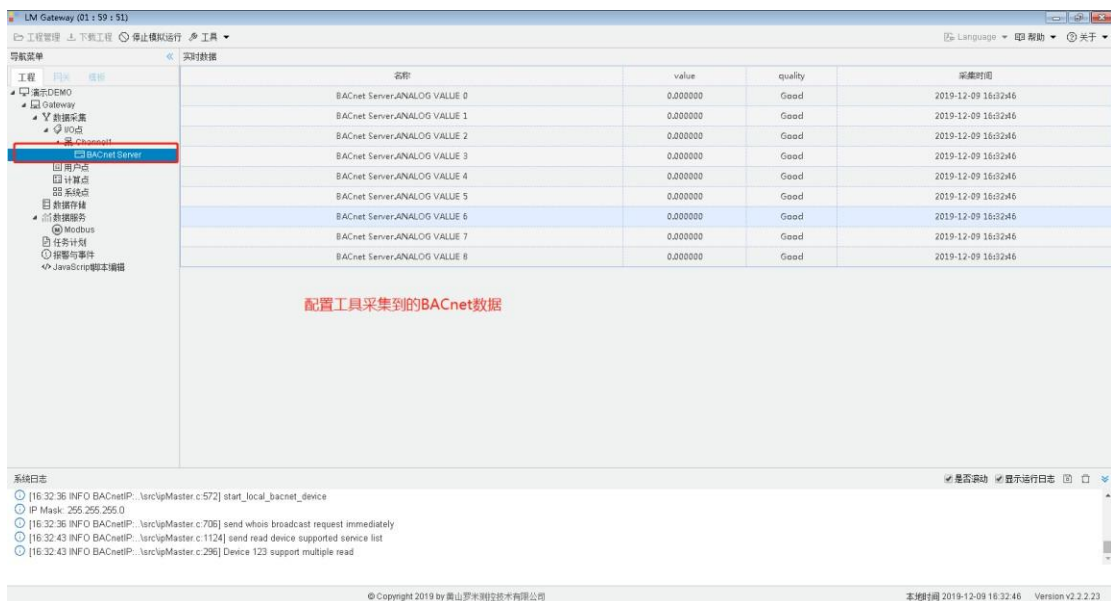 LM Gateway (01 : 59 : 51)
工程管理 下载工程 停止模拟运行 工具 Language 帮助 关于
导航菜单 实时数据
工程 网关 模板
名称 value quality 采集时间
BACnet Server.ANALOG VALUE 0 0.000000 Good 2019-12-09 16:32:46
BACnet Server.ANALOG VALUE 1 0.000000 Good 2019-12-09 16:32:46
BACnet Server.ANALOG VALUE 2 0.000000 Good 2019-12-09 16:32:46
BACnet Server.ANALOG VALUE 3 0.000000 Good 2019-12-09 16:32:46
BACnet Server.ANALOG VALUE 4 0.000000 Good 2019-12-09 16:32:46
BACnet Server.ANALOG VALUE 5 0.000000 Good 2019-12-09 16:32:46
BACnet Server.ANALOG VALUE 6 0.000000 Good 2019-12-09 16:32:46
BACnet Server.ANALOG VALUE 7 0.000000 Good 2019-12-09 16:32:46
BACnet Server.ANALOG VALUE 8 0.000000 Good 2019-12-09 16:32:46
演示DEMO
Gateway
数据采集
I/O点
Channel1
BACnet Server
用户点
计算点
系统点
数据存储
数据服务
Modbus
任务计划
报警与事件
JavaScript脚本编辑
配置工具采集到的BACnet数据
系统日志 是否滚动 显示运行日志
[16:32:36 INFO BACnetIP:..\src\ipMaster.c:572] start_local_bacnet_device
IP Mask: 255.255.255.0
[16:32:36 INFO BACnetIP:..\src\ipMaster.c:706] send whois broadcast request immediately
[16:32:43 INFO BACnetIP:..\src\ipMaster.c:1124] send read device supported service list
[16:32:43 INFO BACnetIP:..\src\ipMaster.c:296] Device 123 support multiple read
© Copyright 2019 by 黄山罗米测控技术有限公司 本地时间 2019-12-09 16:32:46 Version v2.2.2.23